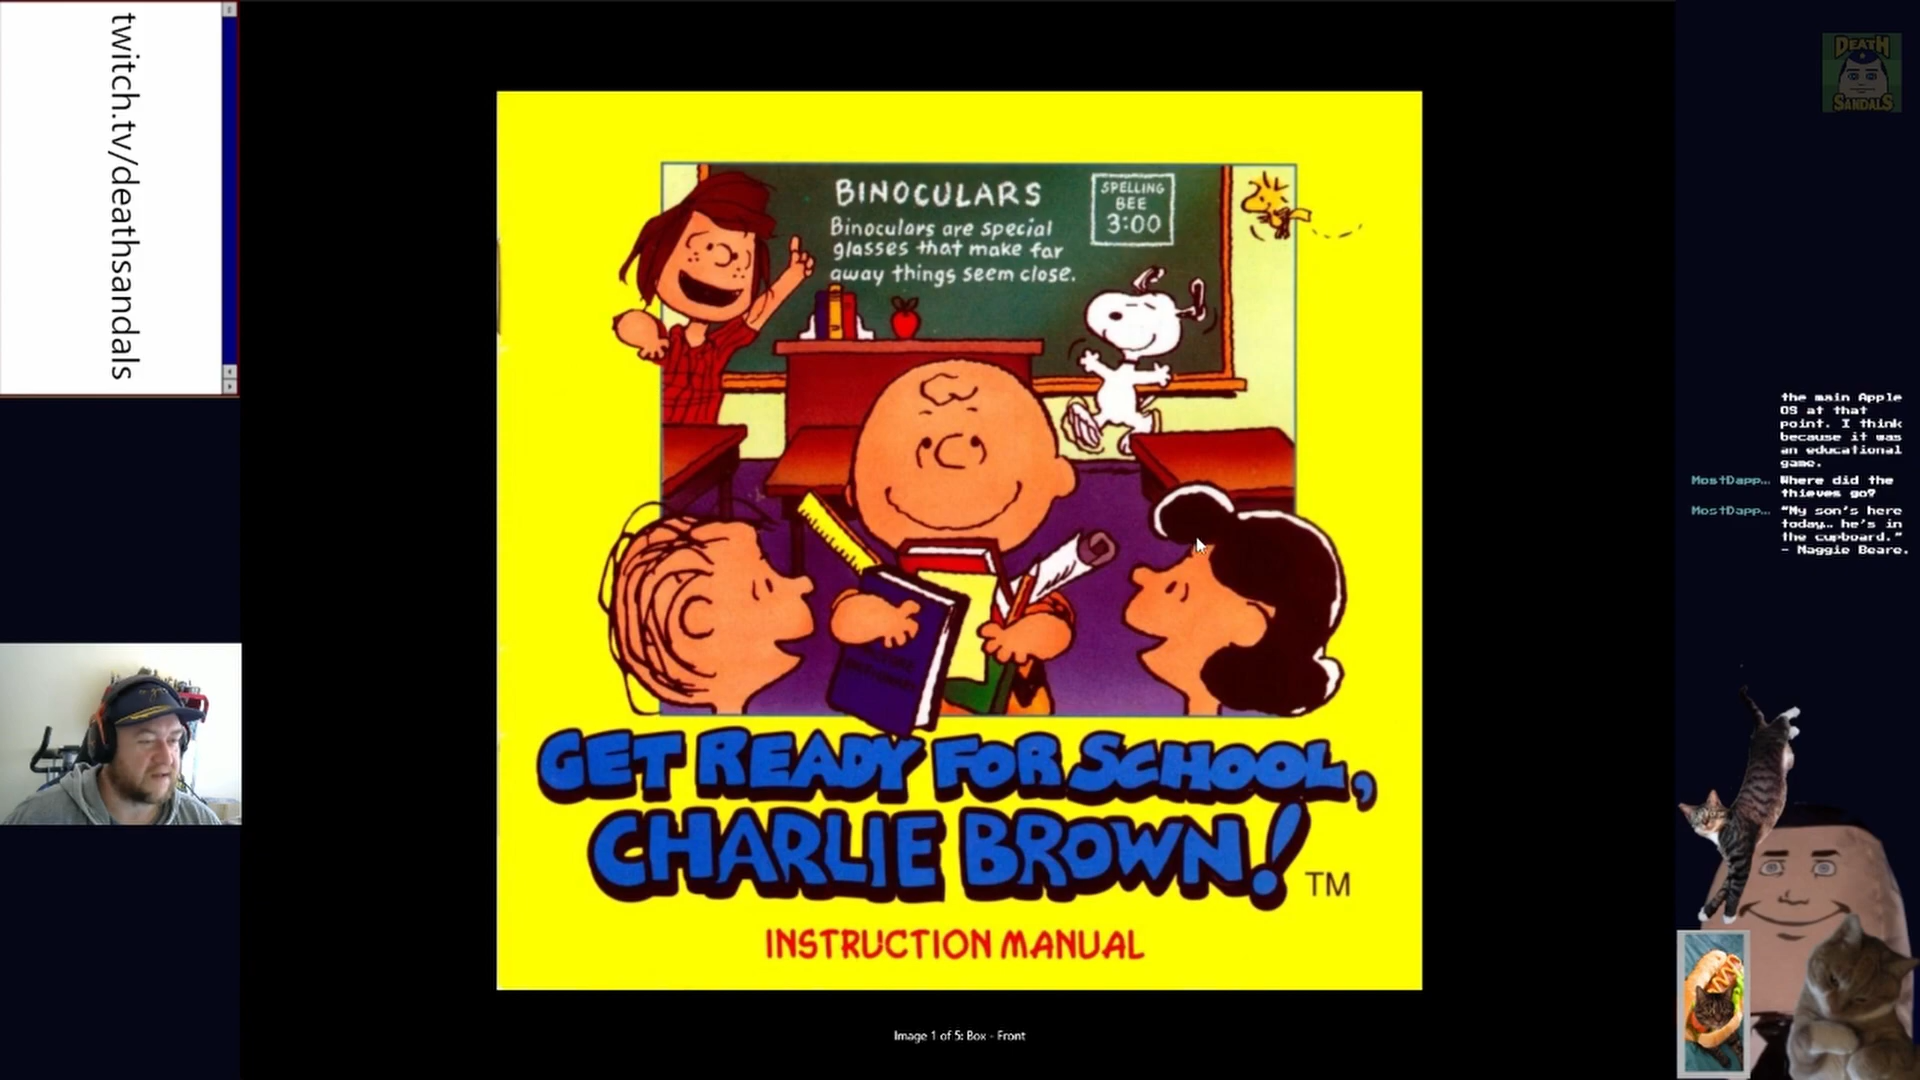 twitch.tv/deathsandals
DEATH
SANDALS
BINOCULARS
Binoculars are special
glasses that make far
away things seem close.
SPELLING
BEE
3:00
GET READY FOR SCHOOL,
CHARLIE BROWN!
TM
INSTRUCTION MANUAL
Image 1 of 5: Box - Front
the main Apple
OS at that
point. I think
because it was
an educational
game.
MostDapp... Where did the
thieves go?
MostDapp... "My son's here
today... he's in
the cupboard."
- Maggie Beare.